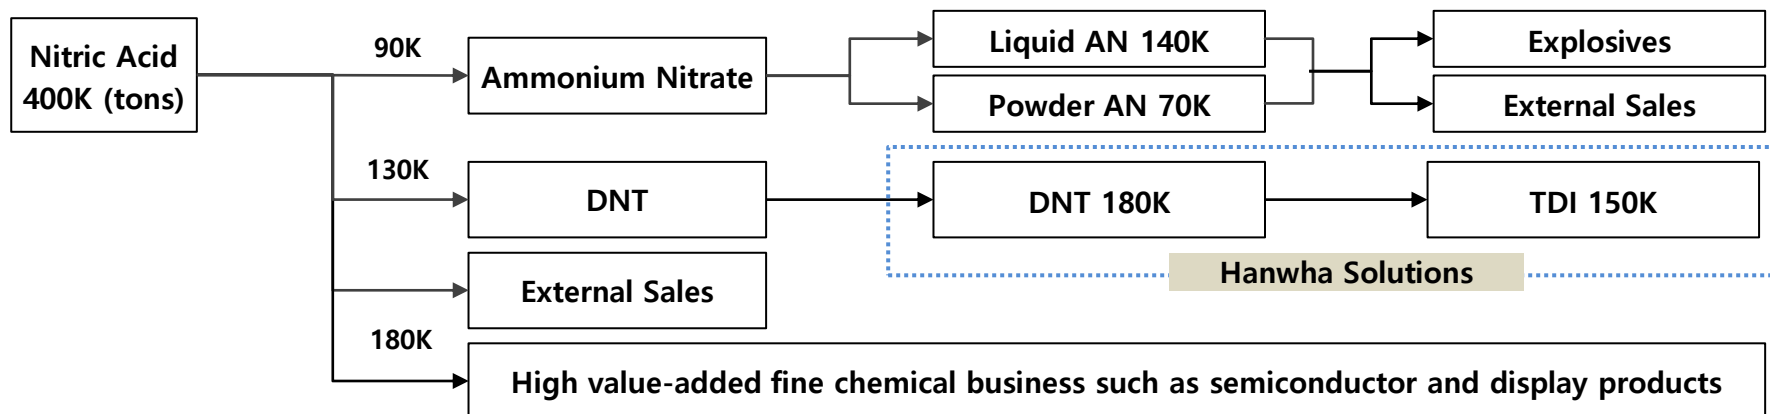 Nitric Acid
400K (tons)
90K
Ammonium Nitrate
Liquid AN 140K
Powder AN 70K
Explosives
External Sales
130K
DNT
DNT 180K
TDI 150K
Hanwha Solutions
External Sales
180K
High value-added fine chemical business such as semiconductor and display products